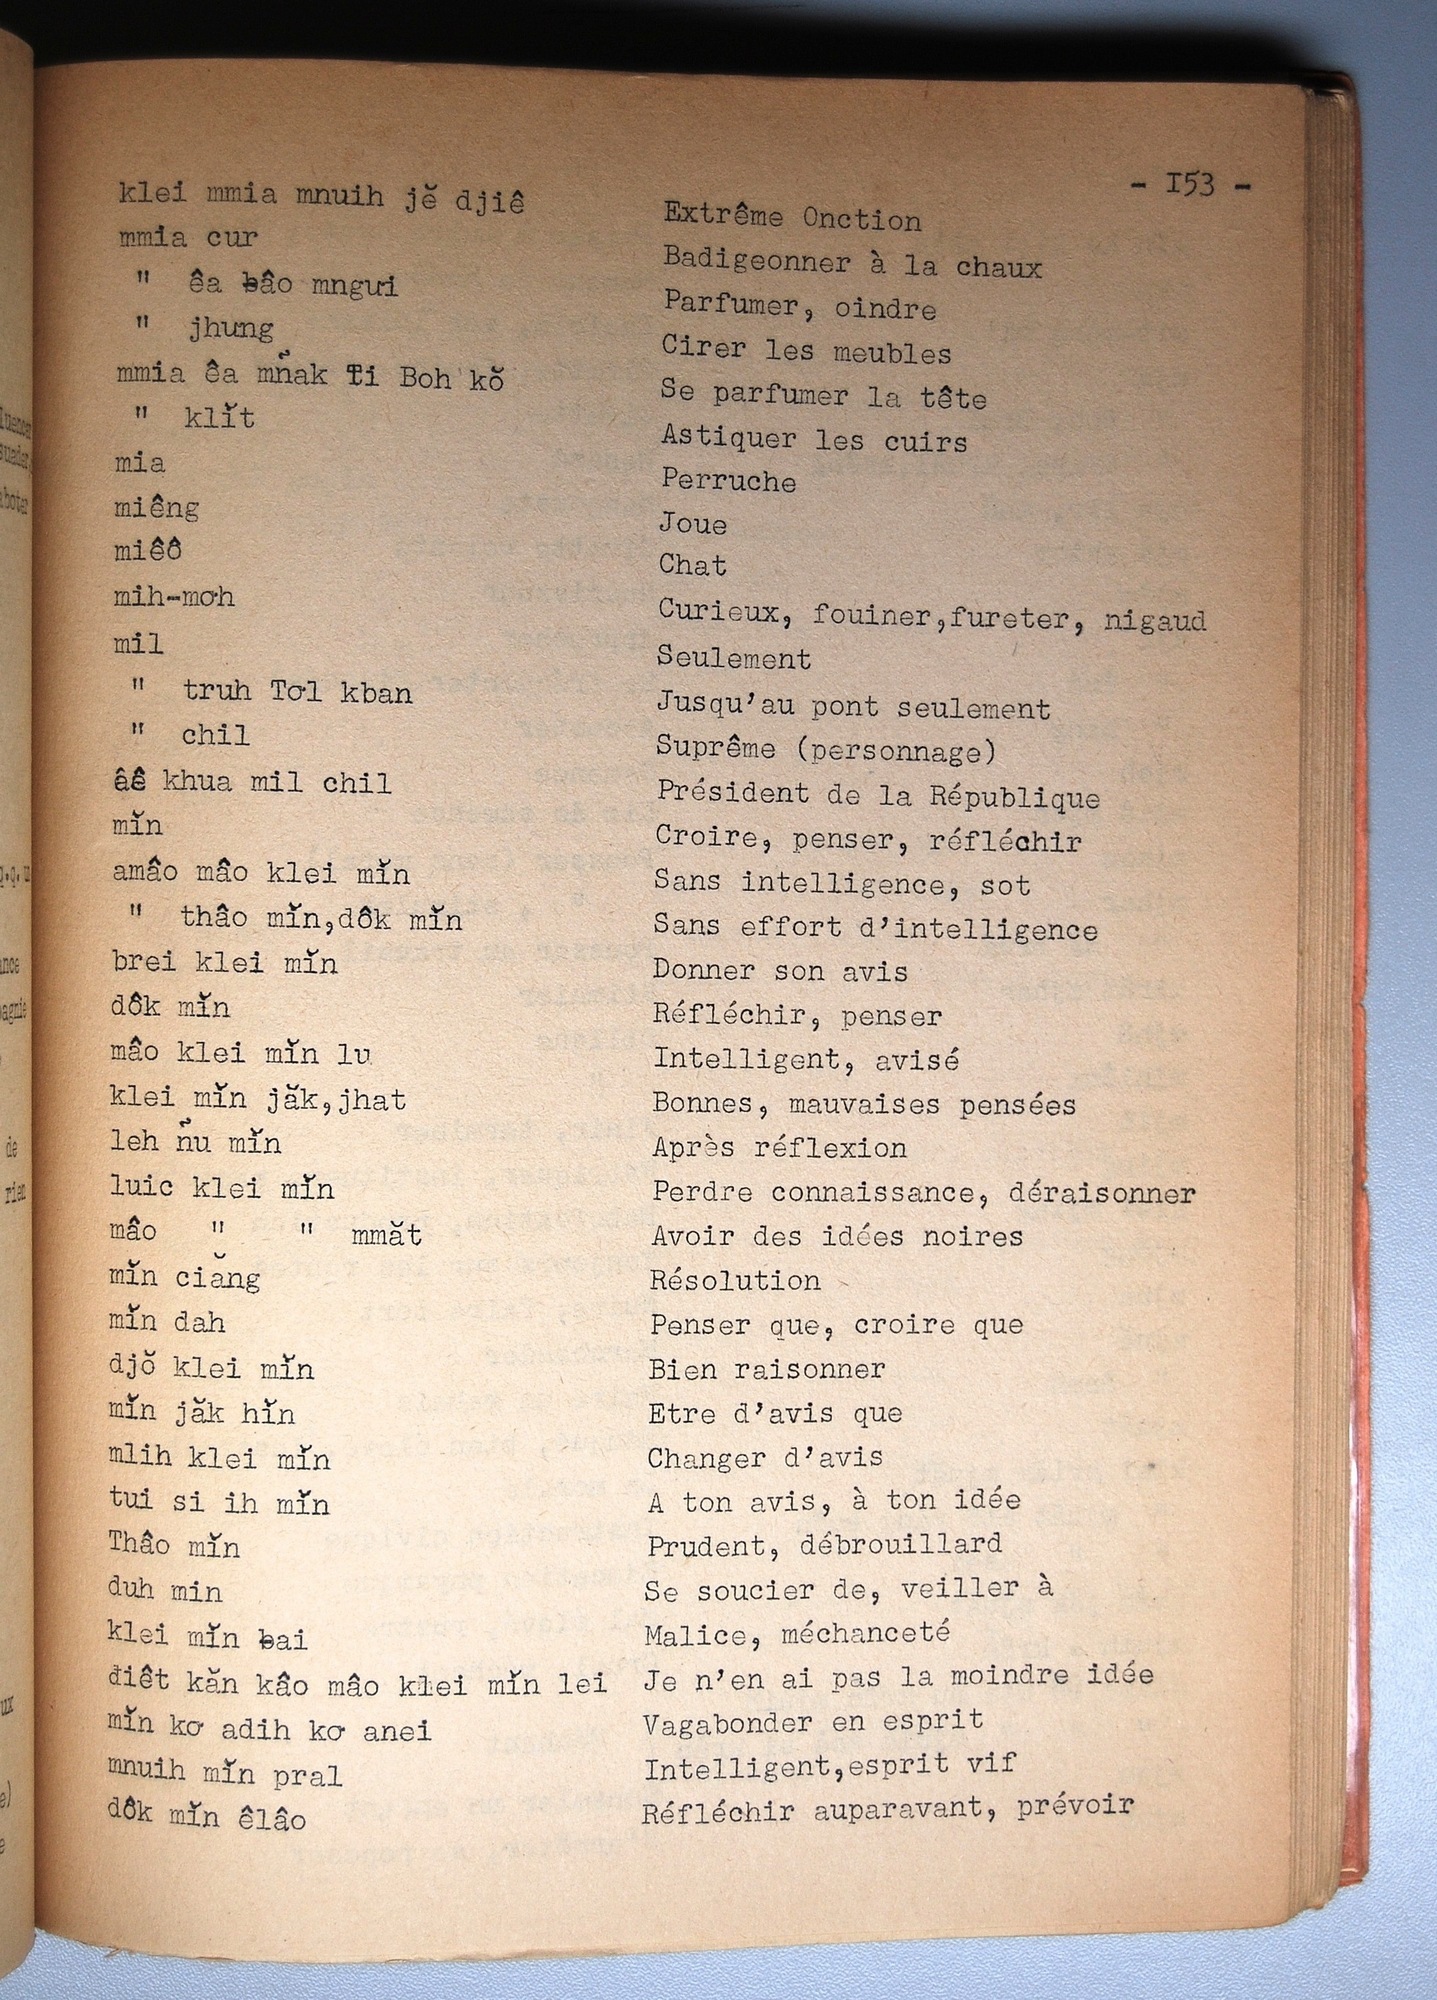 - I53 -
klei mmia mnuih jĕ djiê Extrême Onction
mmia cur Badigeonner à la chaux
" êa ƀâo mngưi Parfumer, oindre
" jhưng Cirer les meubles
mmia êa mñak ti Boh kŏ Se parfumer la tête
" klĭt Astiquer les cuirs
mia Perruche
miêng Joue
miêô Chat
mih-mơh Curieux, fouiner,fureter, nigaud
mil Seulement
" truh Tơl kban Jusqu'au pont seulement
" chil Suprême (personnage)
âê khua mil chil Président de la République
mĭn Croire, penser, réfléchir
amâo mâo klei mĭn Sans intelligence, sot
" thâo mĭn,dôk mĭn Sans effort d'intelligence
brei klei mĭn Donner son avis
dôk mĭn Réfléchir, penser
mâo klei mĭn lu Intelligent, avisé
klei mĭn jăk,jhat Bonnes, mauvaises pensées
leh ñu mĭn Après réflexion
luic klei mĭn Perdre connaissance, déraisonner
mâo " " mmăt Avoir des idées noires
mĭn ciăng Résolution
mĭn dah Penser que, croire que
djŏ klei mĭn Bien raisonner
mĭn jăk hĭn Etre d'avis que
mlih klei mĭn Changer d'avis
tui si ih mĭn A ton avis, à ton idée
Thâo mĭn Prudent, débrouillard
duh min Se soucier de, veiller à
klei mĭn ƀai Malice, méchanceté
điêt kăn kâo mâo klei mĭn lei Je n'en ai pas la moindre idée
mĭn kơ adih kơ anei Vagabonder en esprit
mnuih mĭn pral Intelligent,esprit vif
dôk mĭn êlâo Réfléchir auparavant, prévoir